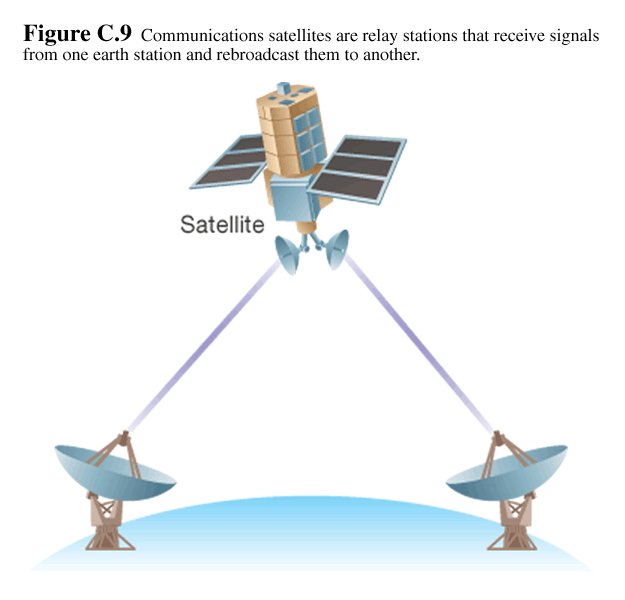 Figure C.9 Communications satellites are relay stations that receive signals
from one earth station and rebroadcast them to another.
Satellite